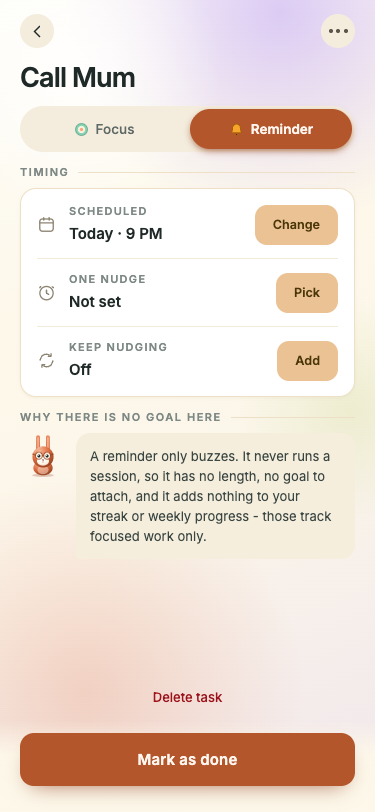 Call Mum
Focus
Reminder
TIMING
SCHEDULED
Today · 9 PM
Change
ONE NUDGE
Not set
Pick
KEEP NUDGING
Off
Add
WHY THERE IS NO GOAL HERE
A reminder only buzzes. It never runs a
session, so it has no length, no goal to
attach, and it adds nothing to your
streak or weekly progress - those track
focused work only.
Delete task
Mark as done